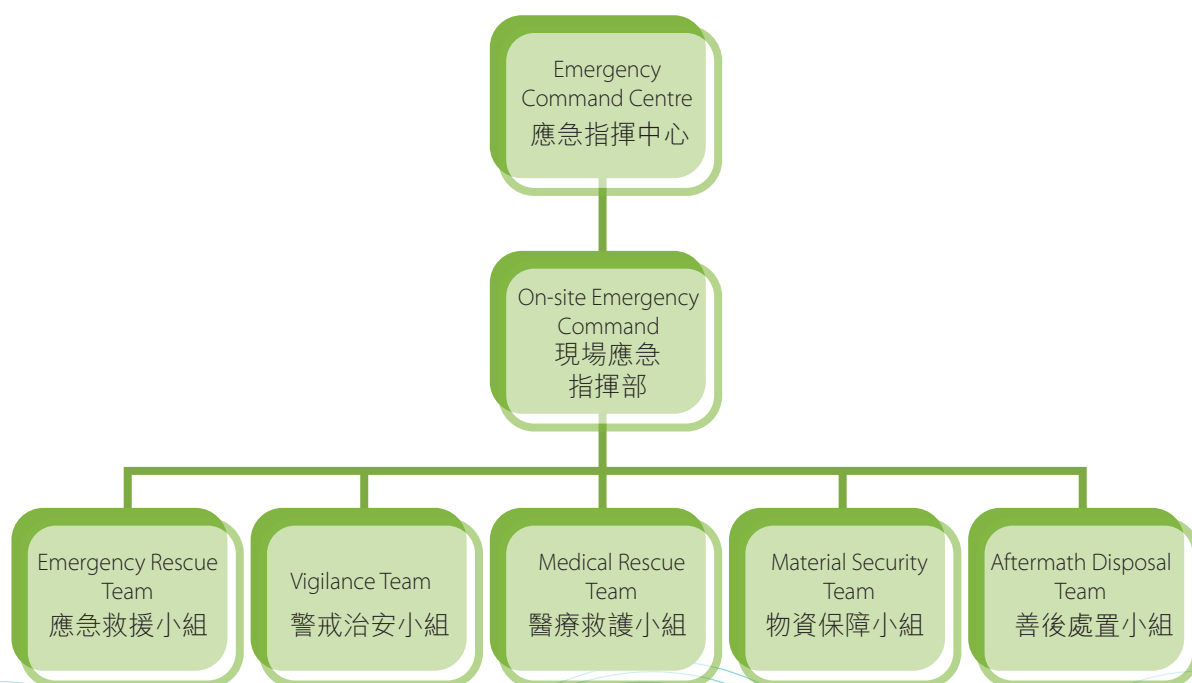 Emergency
Command Centre
應急指揮中心
On-site Emergency
Command
現場應急
指揮部
Emergency Rescue
Team
應急救援小組
Vigilance Team
警戒治安小組
Medical Rescue
Team
醫療救護小組
Material Security
Team
物資保障小組
Aftermath Disposal
Team
善後處置小組